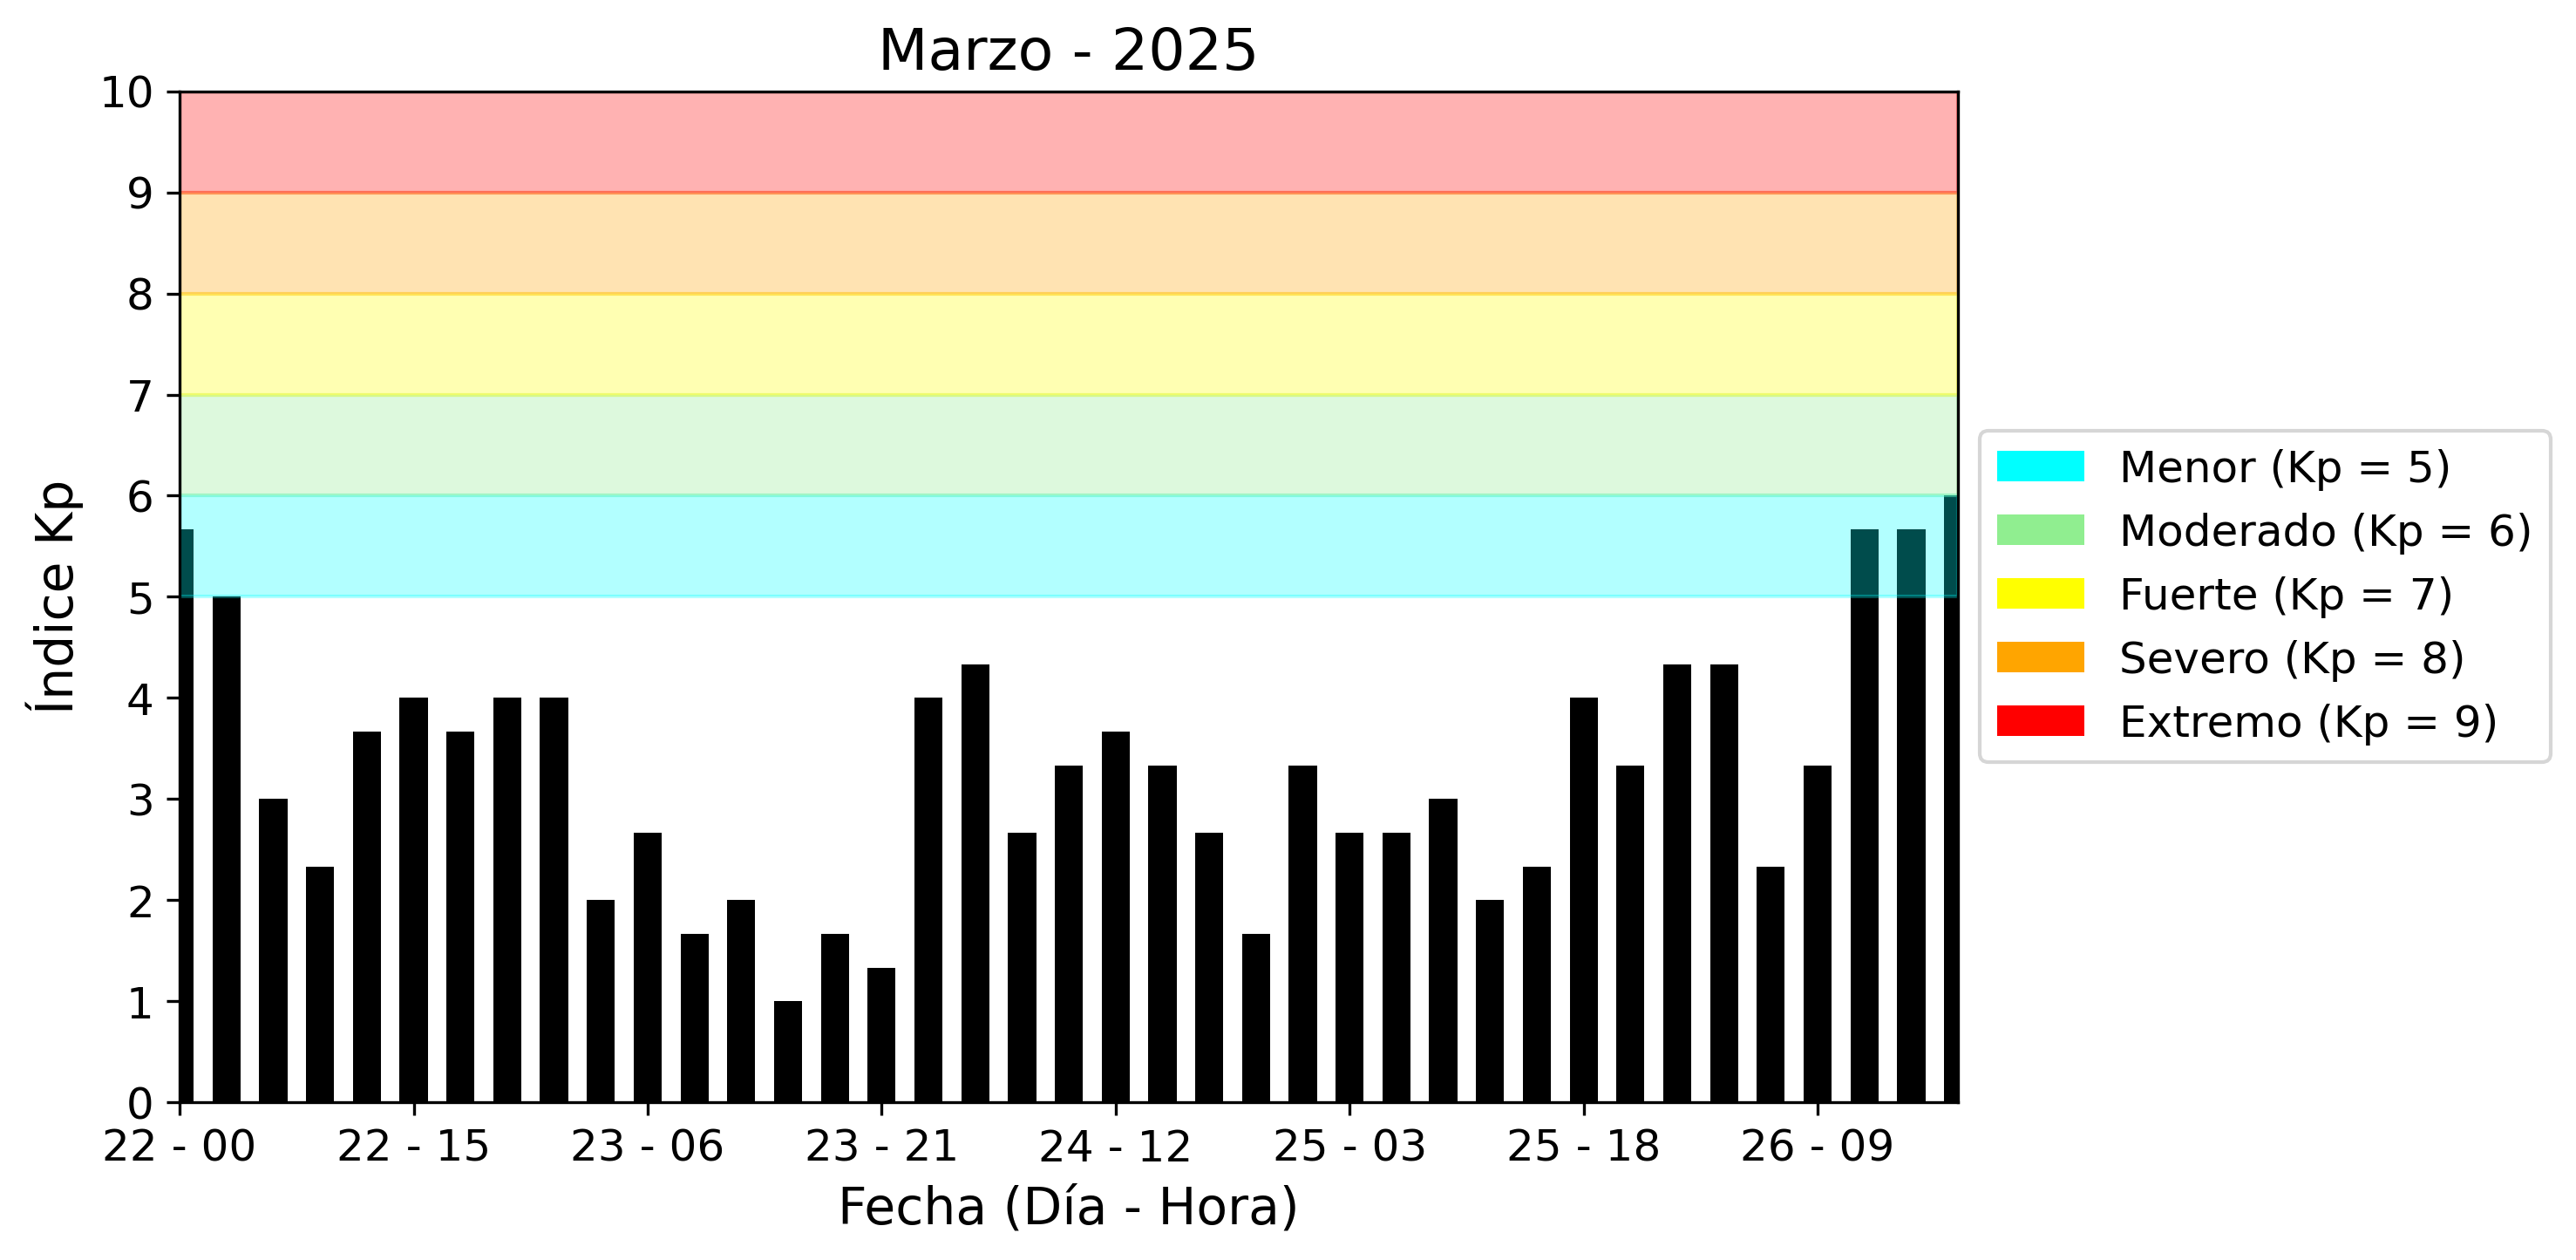 Marzo - 2025
10
9
8
7
6
5
4
3
2
1
0
Índice Kp
22 - 00
22 - 15
23 - 06
23 - 21
24 - 12
25 - 03
25 - 18
26 - 09
Fecha (Día - Hora)
Menor (Kp = 5)
Moderado (Kp = 6)
Fuerte (Kp = 7)
Severo (Kp = 8)
Extremo (Kp = 9)